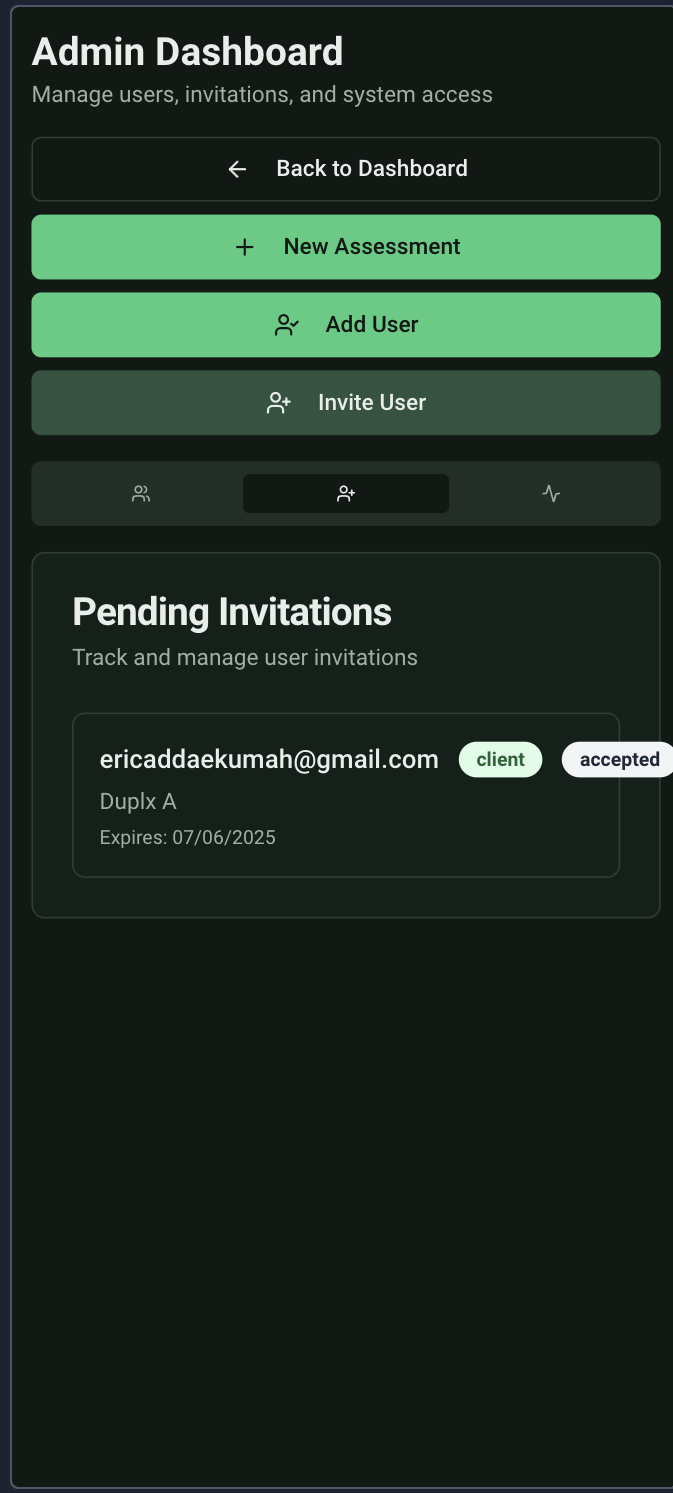 Admin Dashboard
Manage users, invitations, and system access
Back to Dashboard
New Assessment
Add User
Invite User
Pending Invitations
Track and manage user invitations
ericaddaekumah@gmail.com client accepted
Duplx A
Expires: 07/06/2025